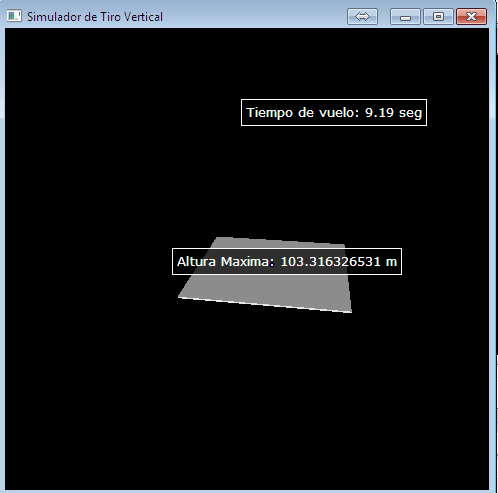 Simulador de Tiro Vertical
Tiempo de vuelo: 9.19 seg
Altura Maxima: 103.316326531 m